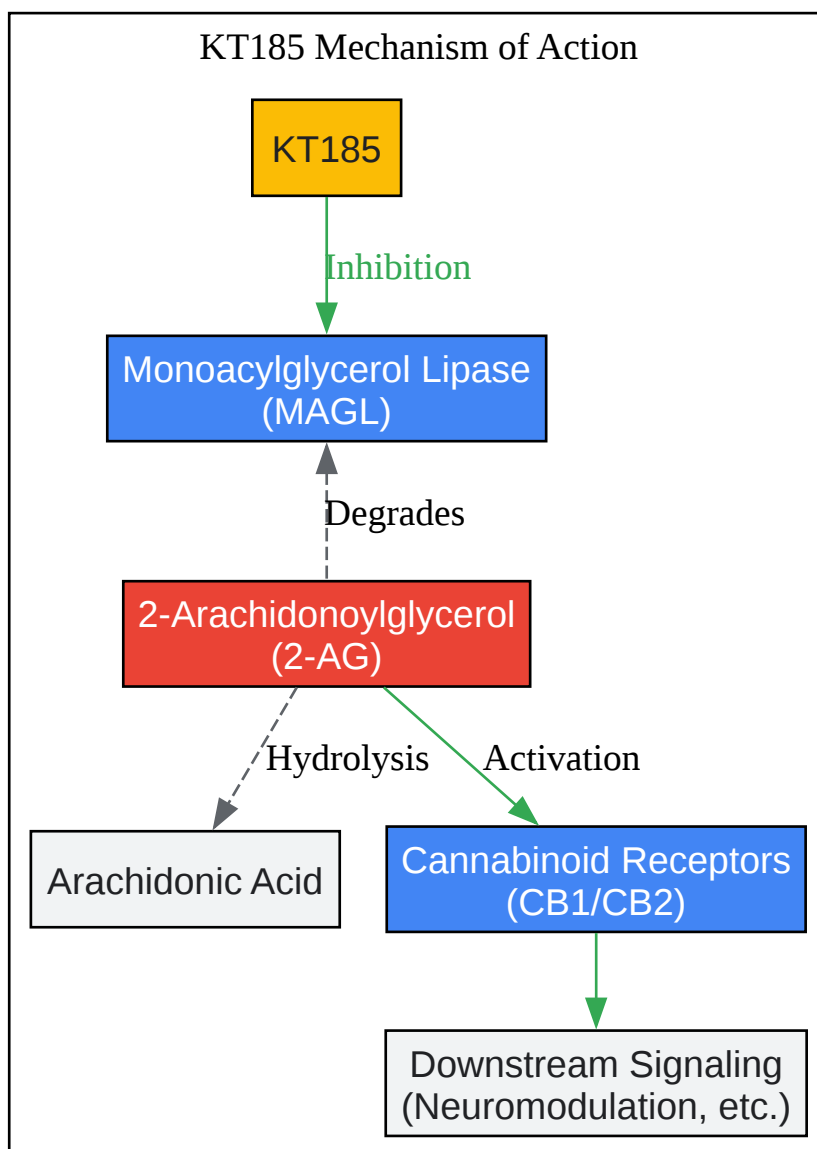 KT185 Mechanism of Action
KT185
Inhibition
Monoacylglycerol Lipase
(MAGL)
Degrades
2-Arachidonoylglycerol
(2-AG)
Hydrolysis
Activation
Arachidonic Acid
Cannabinoid Receptors
(CB1/CB2)
Downstream Signaling
(Neuromodulation, etc.)